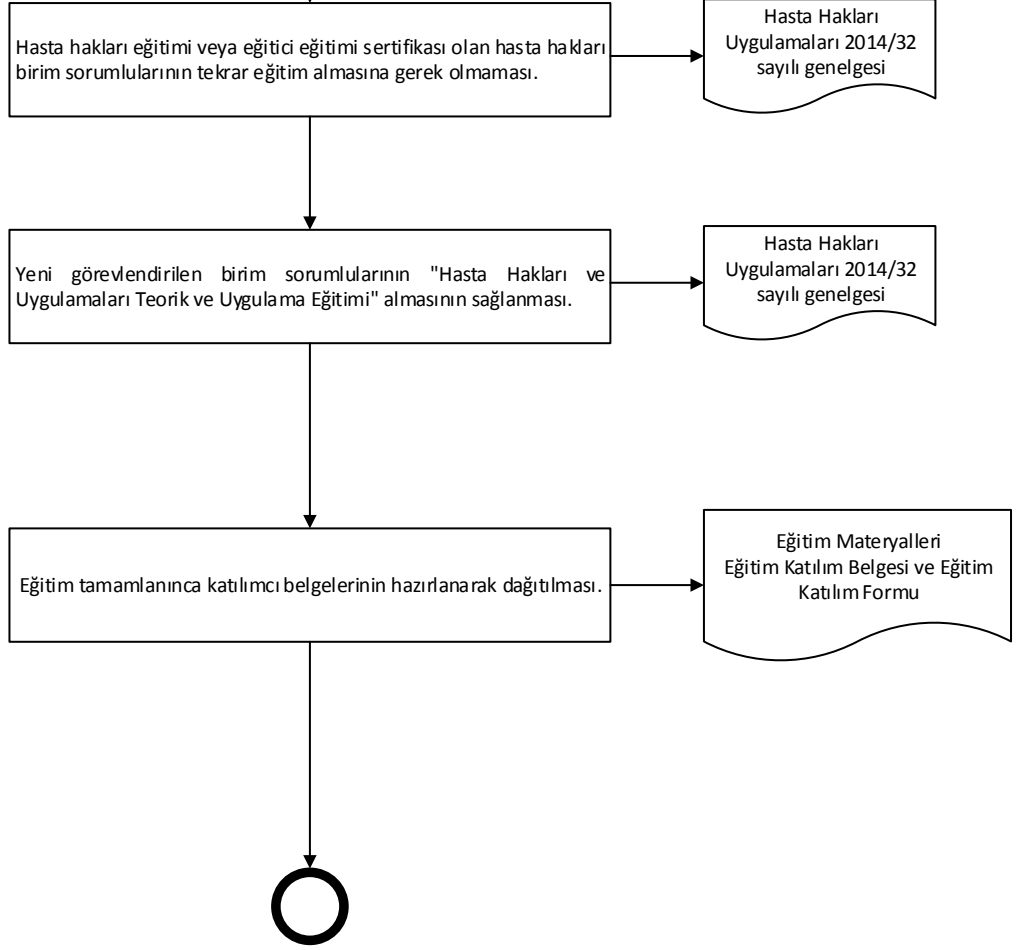 Hasta hakları eğitimi veya eğitici eğitimi sertifikası olan hasta hakları
birim sorumlularının tekrar eğitim almasına gerek olmaması.
Hasta Hakları
Uygulamaları 2014/32
sayılı genelgesi
Yeni görevlendirilen birim sorumlularının "Hasta Hakları ve
Uygulamaları Teorik ve Uygulama Eğitimi" almasının sağlanması.
Hasta Hakları
Uygulamaları 2014/32
sayılı genelgesi
Eğitim tamamlanınca katılımcı belgelerinin hazırlanarak dağıtılması.
Eğitim Materyalleri
Eğitim Katılım Belgesi ve Eğitim
Katılım Formu